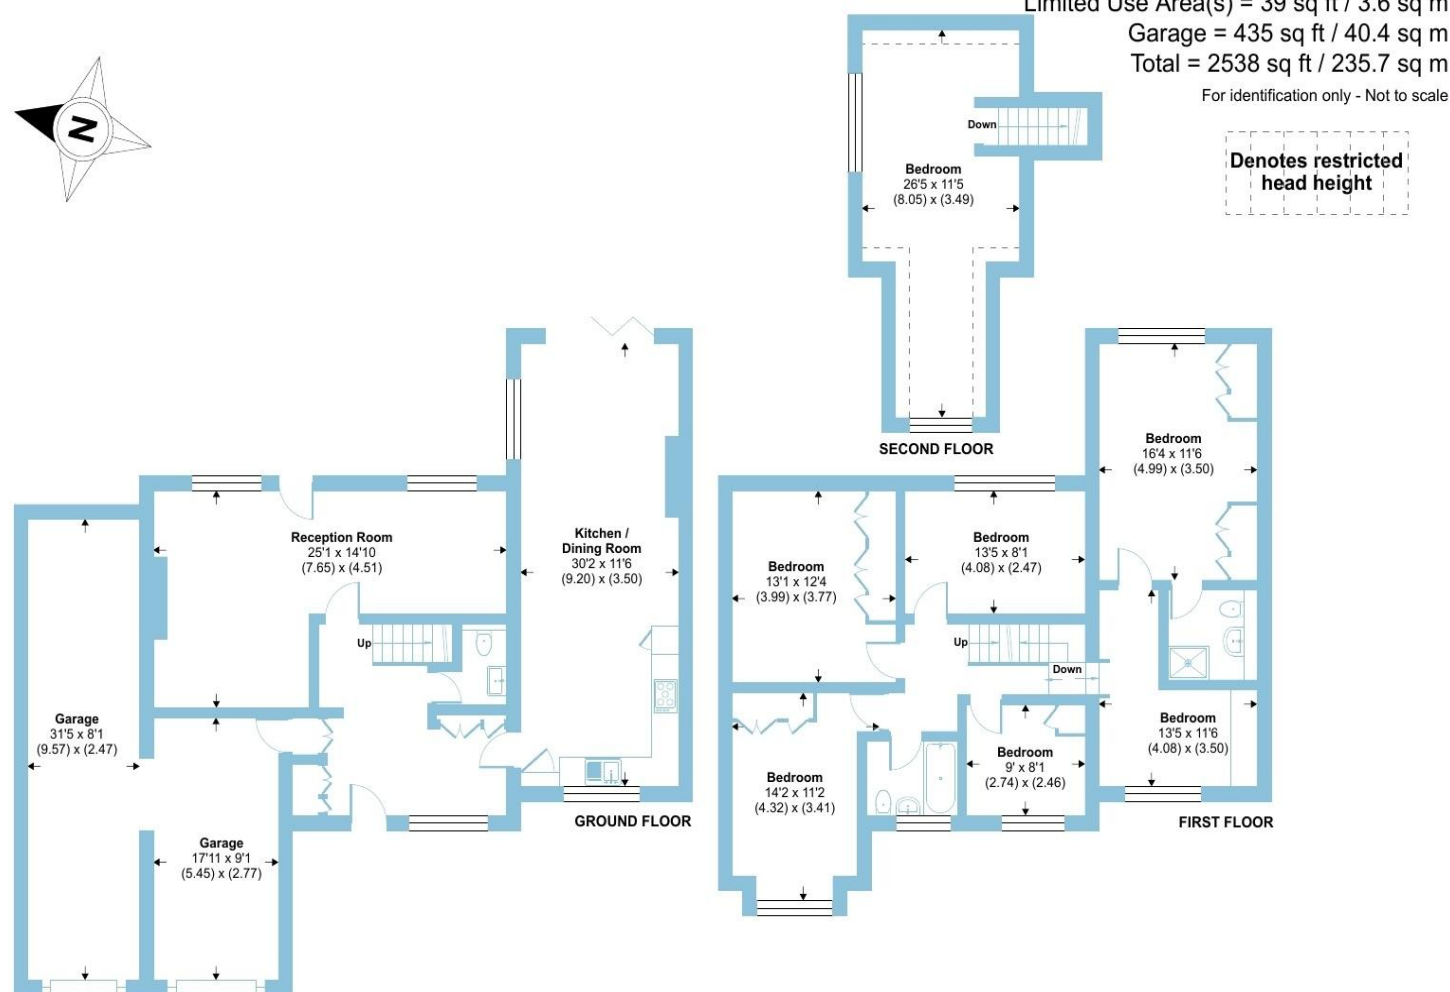 Limited Use Area(s) = 39 sq ft / 3.6 sq m
Garage = 435 sq ft / 40.4 sq m
Total = 2538 sq ft / 235.7 sq m
For identification only - Not to scale
Denotes restricted
head height
N
Down
Bedroom
26'5 x 11'5
(8.05) x (3.49)
SECOND FLOOR
Reception Room
25'1 x 14'10
(7.65) x (4.51)
Kitchen /
Dining Room
30'2 x 11'6
(9.20) x (3.50)
Up
Garage
31'5 x 8'1
(9.57) x (2.47)
Garage
17'11 x 9'1
(5.45) x (2.77)
GROUND FLOOR
Bedroom
16'4 x 11'6
(4.99) x (3.50)
Bedroom
13'5 x 8'1
(4.08) x (2.47)
Bedroom
13'1 x 12'4
(3.99) x (3.77)
Up
Down
Bedroom
13'5 x 11'6
(4.08) x (3.50)
Bedroom
9' x 8'1
(2.74) x (2.46)
Bedroom
14'2 x 11'2
(4.32) x (3.41)
FIRST FLOOR